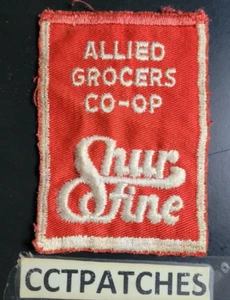 ALLIED
GROCERS
CO-OP
Shur
fine
CCTPATCHES